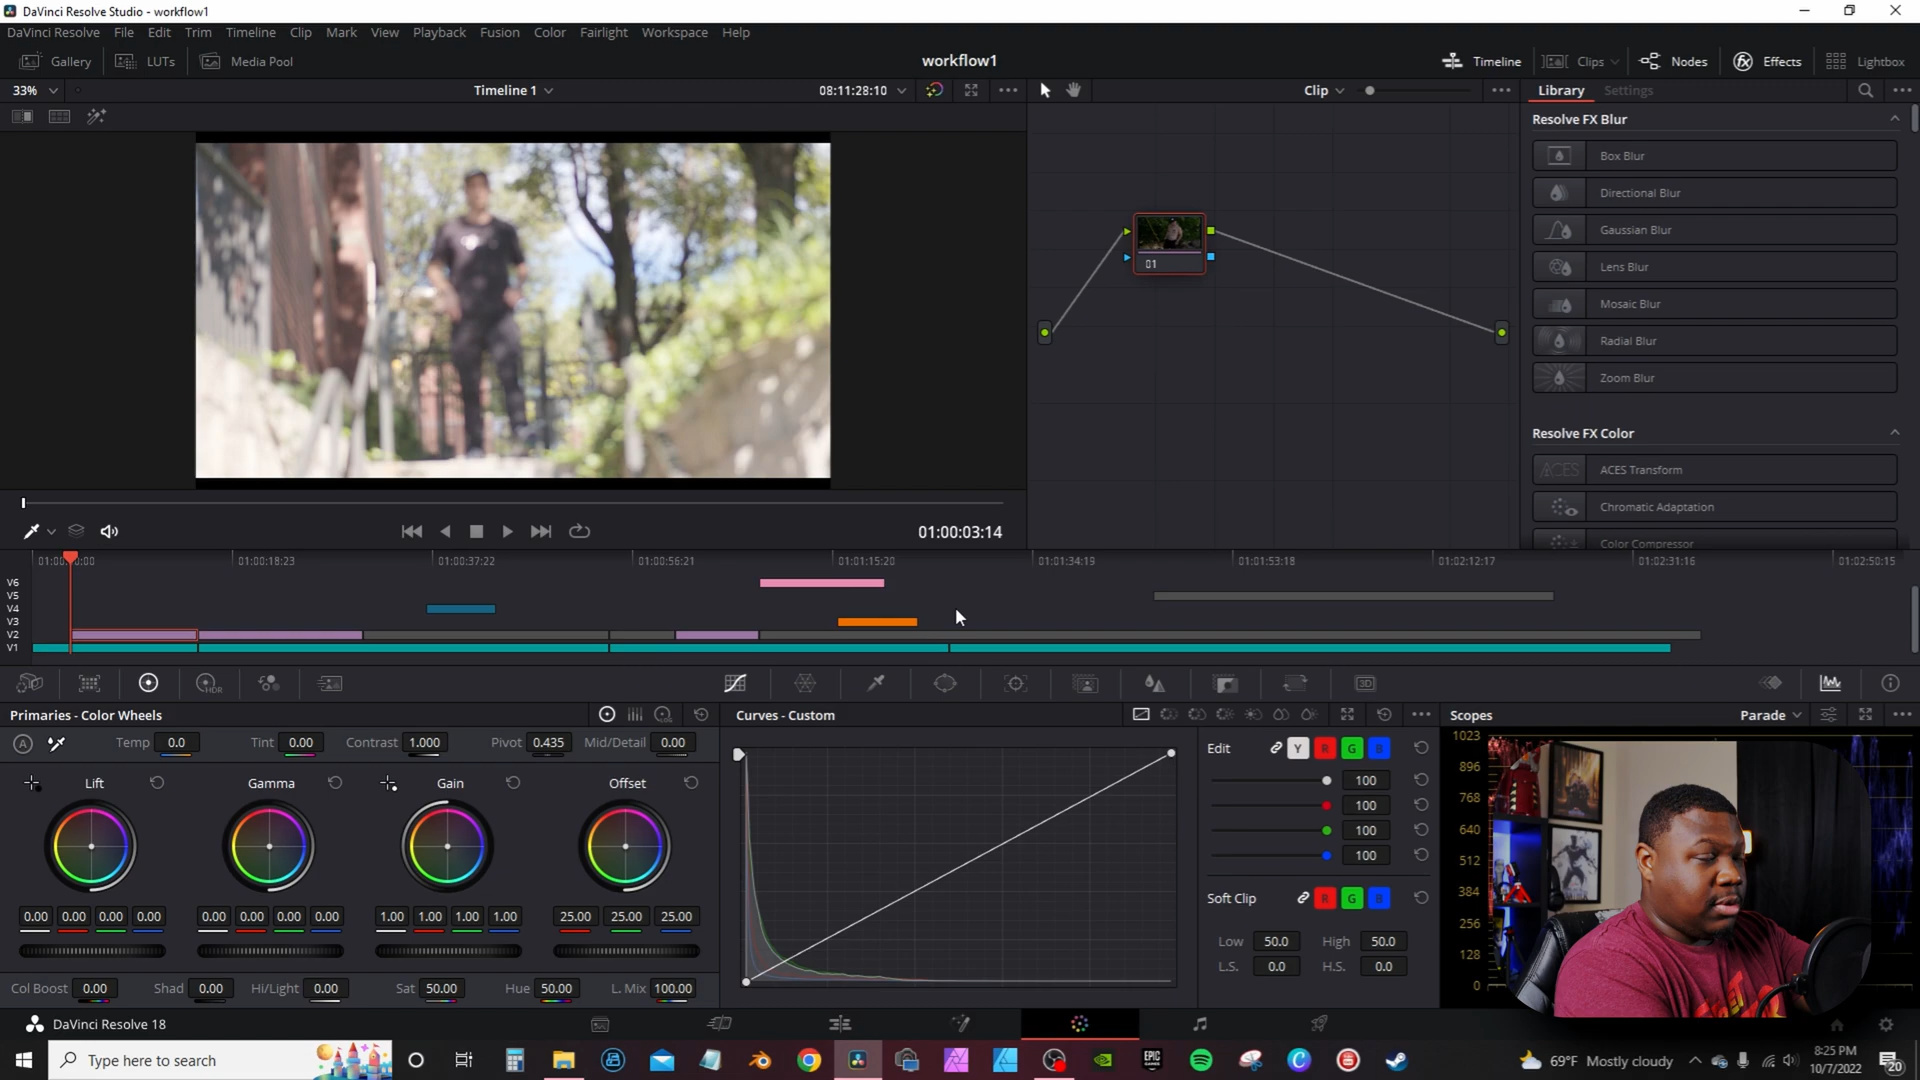 DaVinci Resolve Studio - workflow1
DaVinci Resolve File Edit Trim Timeline Clip Mark View Playback Fusion Color Fairlight Workspace Help
Gallery LUTs Media Pool workflow1 Timeline Clips Nodes Effects Lightbox
33% Timeline 1 08:11:28:10 Clip Library Settings
Resolve FX Blur
Box Blur
Directional Blur
Gaussian Blur
Lens Blur
Mosaic Blur
Radial Blur
Zoom Blur
Resolve FX Color
ACES ACES Transform
Chromatic Adaptation
Color Compressor
01
01:00:03:14
01:00:18:23 01:00:37:22 01:00:56:21 01:01:15:20 01:01:34:19 01:01:53:18 01:02:12:17 01:02:31:16 01:02:50:15
V6
V5
V4
V3
V2
V1
HDR 3D
Primaries - Color Wheels LOG Curves - Custom Scopes Parade
A Temp 0.0 Tint 0.00 Contrast 1.000 Pivot 0.435 Mid/Detail 0.00
Lift Gamma Gain Offset
0.00 0.00 0.00 0.00 0.00 0.00 0.00 0.00 1.00 1.00 1.00 1.00 25.00 25.00 25.00
Col Boost 0.00 Shad 0.00 Hi/Light 0.00 Sat 50.00 Hue 50.00 L. Mix 100.00
Edit Y R G B
100
100
100
100
Soft Clip R G B
Low 50.0 High 50.0
L.S. 0.0 H.S. 0.0
1023
896
768
640
512
384
256
128
0
DaVinci Resolve 18
Type here to search
EPIC GAMES
69°F Mostly cloudy
8:25 PM
10/7/2022
20